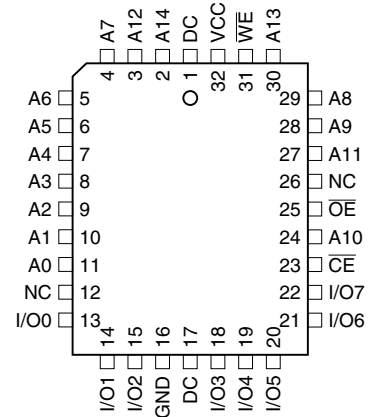 A7 A12 A14 DC VCC WE A13
4 3 2 1 32 31 30
A6 5 29 A8
A5 6 28 A9
A4 7 27 A11
A3 8 26 NC
A2 9 25 OE
A1 10 24 A10
A0 11 23 CE
NC 12 22 I/O7
I/O0 13 21 I/O6
14 15 16 17 18 19 20
I/O1 I/O2 GND DC I/O3 I/O4 I/O5